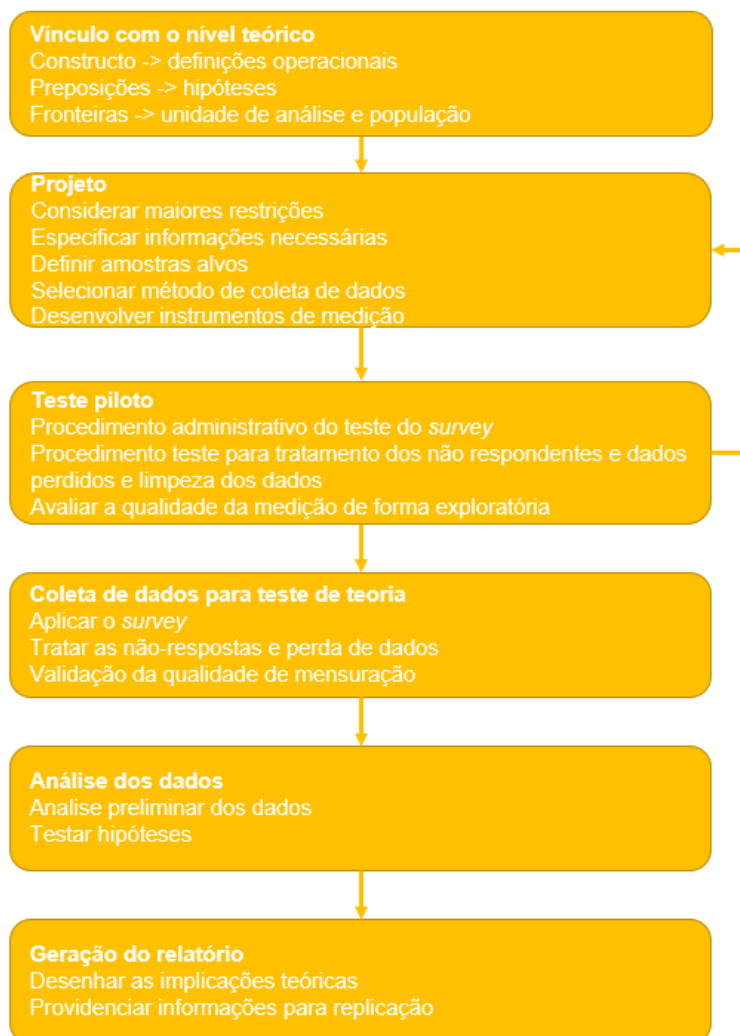 Vínculo com o nível teórico
Constructo -> definições operacionais
Preposições -> hipóteses
Fronteiras -> unidade de análise e população
Projeto
Considerar maiores restrições
Especificar informações necessárias
Definir amostras alvos
Selecionar método de coleta de dados
Desenvolver instrumentos de medição
Teste piloto
Procedimento administrativo do teste do survey
Procedimento teste para tratamento dos não respondentes e dados
perdidos e limpeza dos dados
Avaliar a qualidade da medição de forma exploratória
Coleta de dados para teste de teoria
Aplicar o survey
Tratar as não-respostas e perda de dados
Validação da qualidade de mensuração
Análise dos dados
Analise preliminar dos dados
Testar hipóteses
Geração do relatório
Desenhar as implicações teóricas
Providenciar informações para replicação